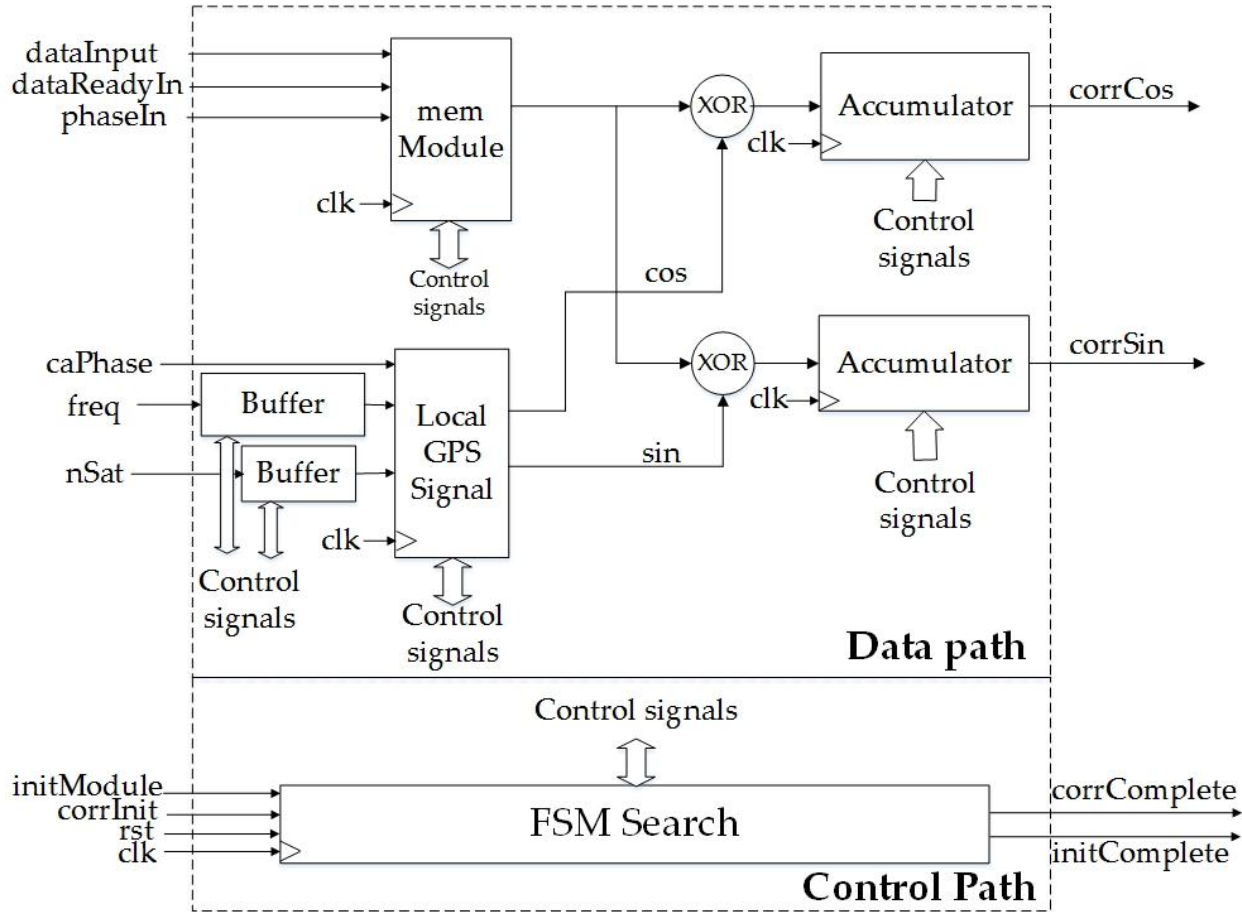 dataInput
dataReadyIn
phaseIn
mem
Module
clk
Control
signals
XOR
clk
Accumulator
corrCos
Control
signals
cos
caPhase
freq
Buffer
nSat
Buffer
Local
GPS
Signal
clk
Control
signals
Control
signals
sin
XOR
clk
Accumulator
corrSin
Control
signals
Data path
Control signals
initModule
corrInit
rst
clk
FSM Search
corrComplete
initComplete
Control Path